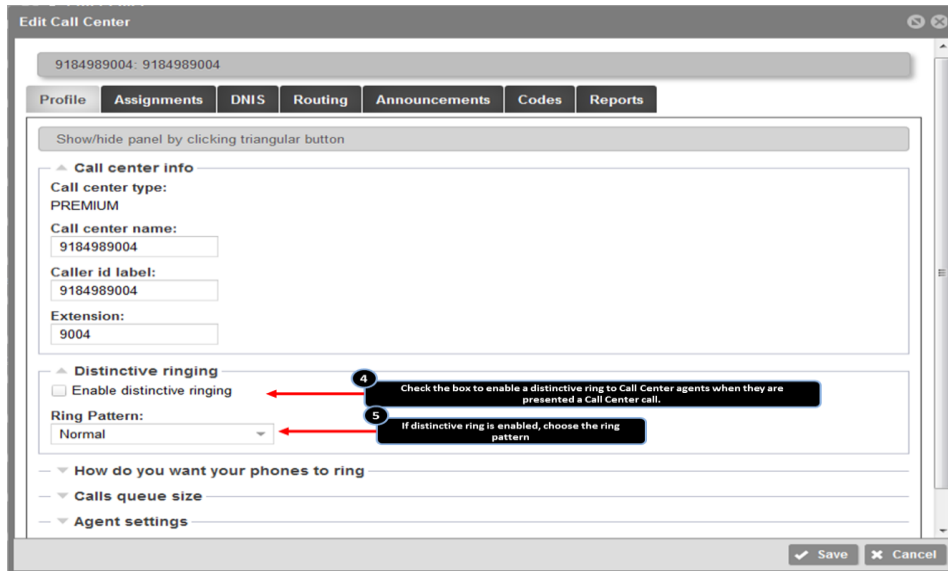 Edit Call Center
9184989004: 9184989004
Profile Assignments DNIS Routing Announcements Codes Reports
Show/hide panel by clicking triangular button
Call center info
Call center type:
PREMIUM
Call center name:
9184989004
Caller id label:
9184989004
Extension:
9004
Distinctive ringing
Enable distinctive ringing
4
Check the box to enable a distinctive ring to Call Center agents when they are
presented a Call Center call.
Ring Pattern:
Normal
5
If distinctive ring is enabled, choose the ring
pattern
How do you want your phones to ring
Calls queue size
Agent settings
Save Cancel